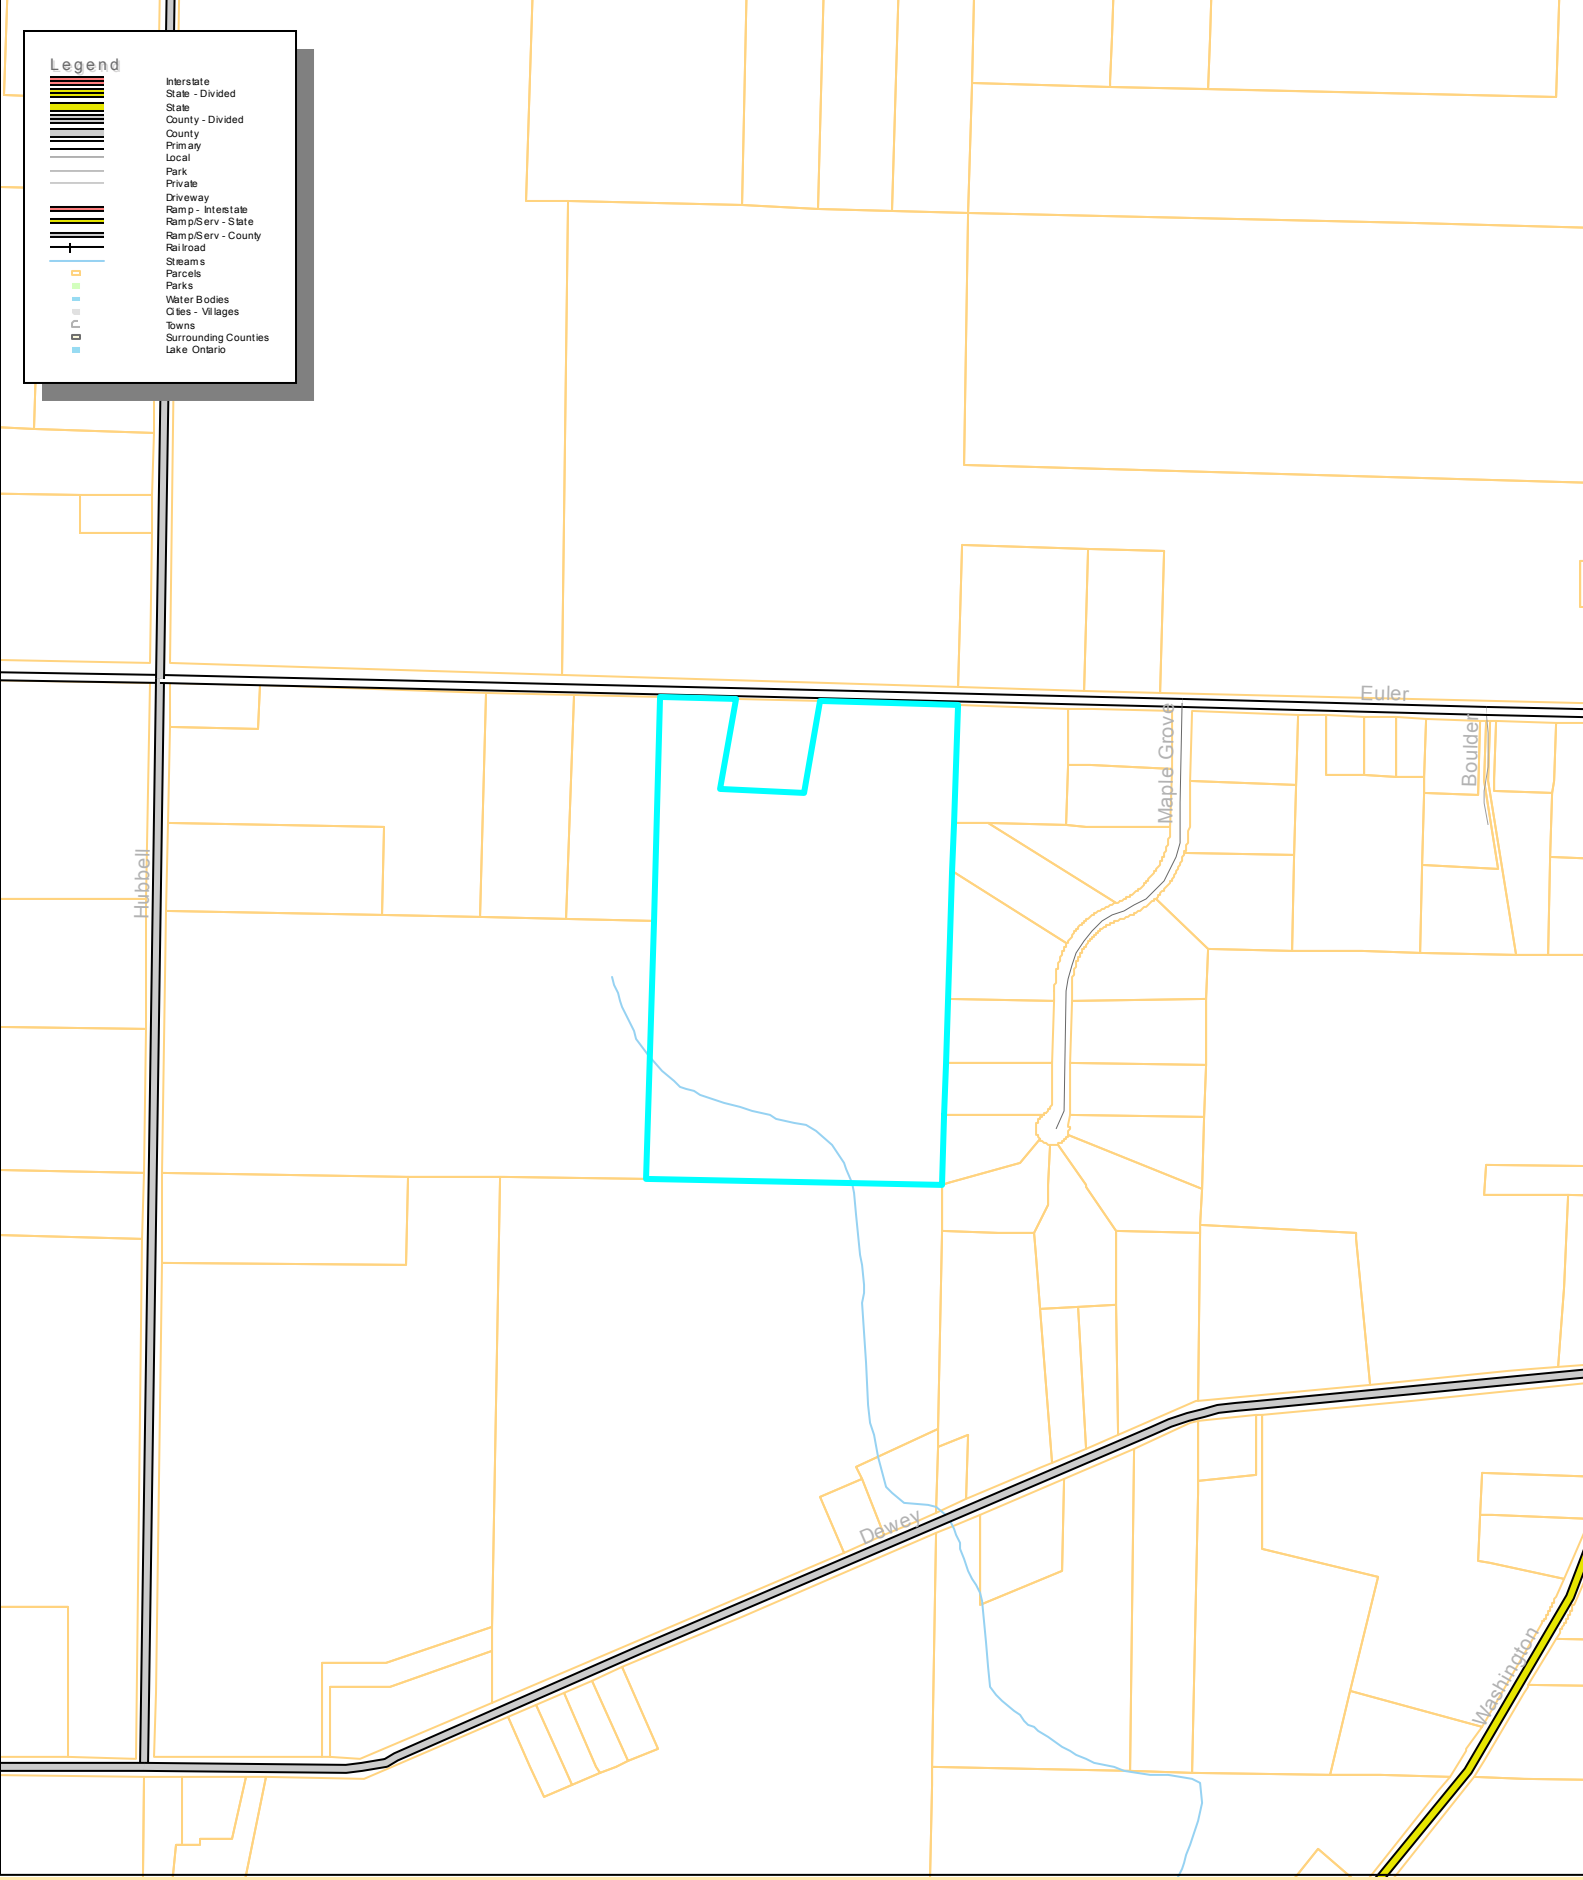 Legend
Interstate
State - Divided
State
County - Divided
County
Primary
Local
Park
Private
Driveway
Ramp - Interstate
Ramp/Serv - State
Ramp/Serv - County
Railroad
Streams
Parcels
Parks
Water Bodies
Cities - Villages
Towns
Surrounding Counties
Lake Ontario
Euler
Maple Grove
Boulder
Hubbell
Dewey
Washington